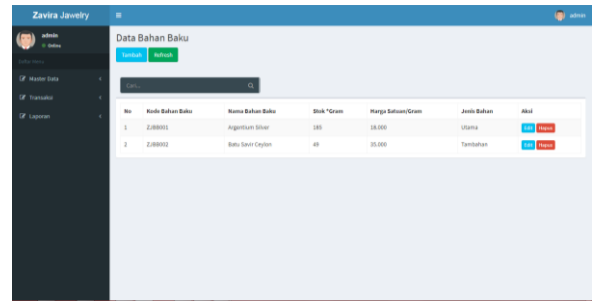 Zavira Jawelry
admin
admin
Online
Data Bahan Baku
Tambah Refresh
Master Data
Transaksi
Laporan
Cari...
No Kode Bahan Baku Nama Bahan Baku Stok *Gram Harga Satuan/Gram Jenis Bahan Aksi
1 ZJBB001 Argentium Silver 185 18.000 Utama Edit Hapus
2 ZJBB002 Batu Savir Ceylon 49 35.000 Tambahan Edit Hapus